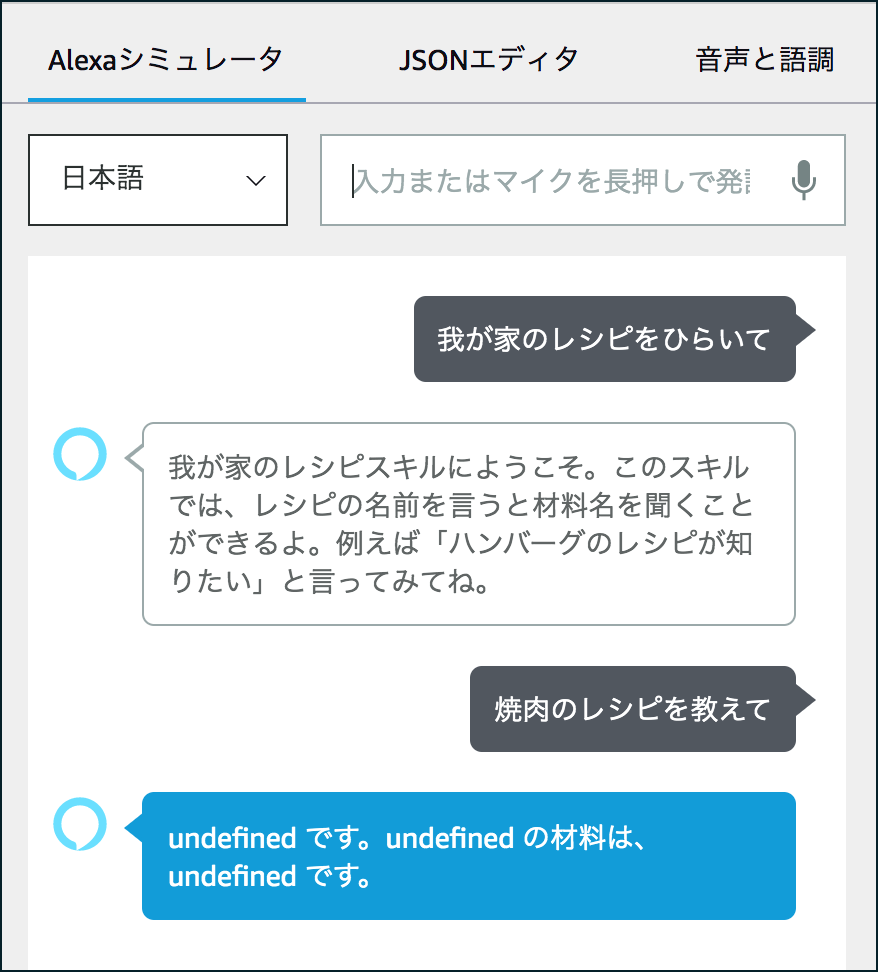 Alexaシミュレータ
JSONエディタ
音声と語調
日本語
入力またはマイクを長押しで発
我が家のレシピをひらいて
我が家のレシピスキルにようこそ。このスキル
では、レシピの名前を言うと材料名を聞くこと
ができるよ。例えば「ハンバーグのレシピが知
りたい」と言ってみてね。
焼肉のレシピを教えて
undefined です。undefined の材料は、
undefined です。